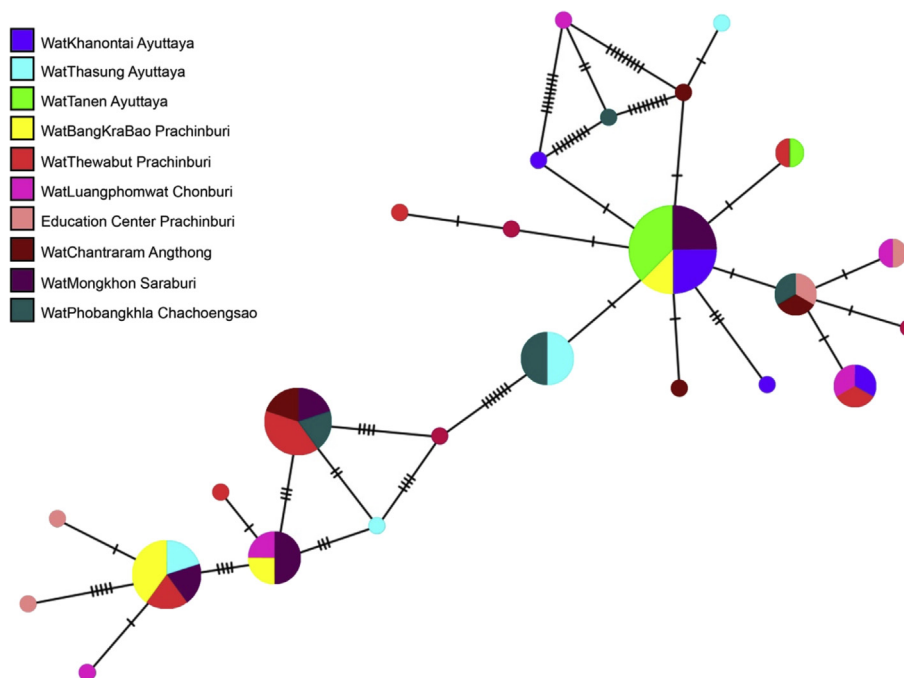 WatKhanontai Ayuttaya
WatThasung Ayuttaya
WatTanen Ayuttaya
WatBangKraBao Prachinburi
WatThewabut Prachinburi
WatLuangphomwat Chonburi
Education Center Prachinburi
WatChantraram Angthong
WatMongkhon Saraburi
WatPhobangkhla Chachoengsao